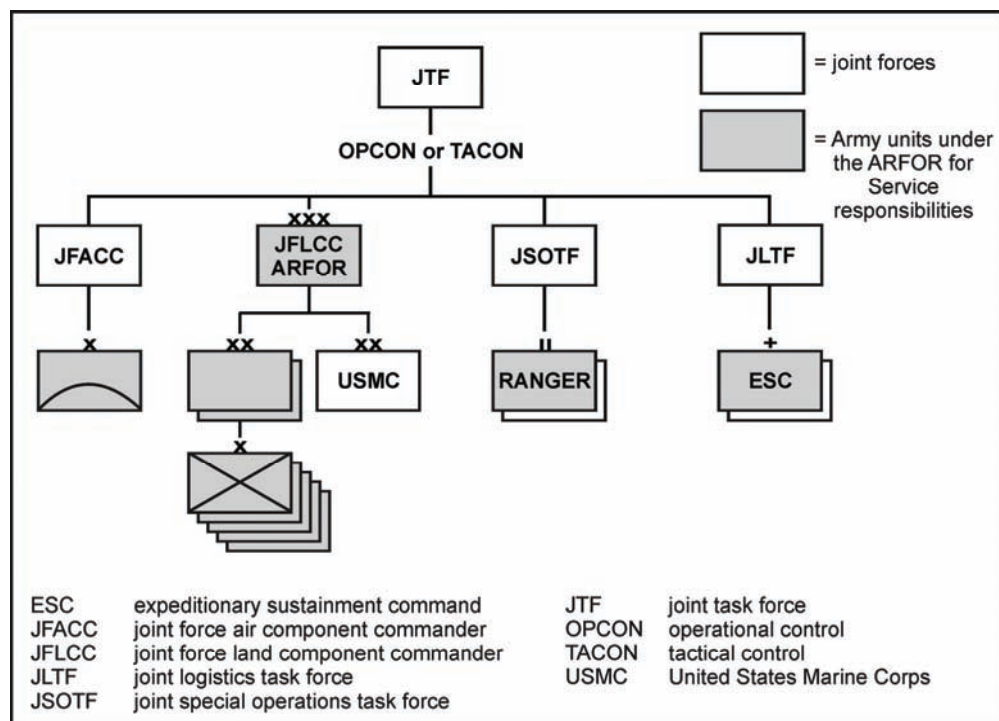 JTF
= joint forces
OPCON or TACON
= Army units under
the ARFOR for
Service
responsibilities
XXX
JFACC
JFLCC
ARFOR
JSOTF
JLTF
X
XX
XX
II
+
USMC
RANGER
ESC
X
ESC expeditionary sustainment command
JFACC joint force air component commander
JFLCC joint force land component commander
JLTF joint logistics task force
JSOTF joint special operations task force
JTF joint task force
OPCON operational control
TACON tactical control
USMC United States Marine Corps